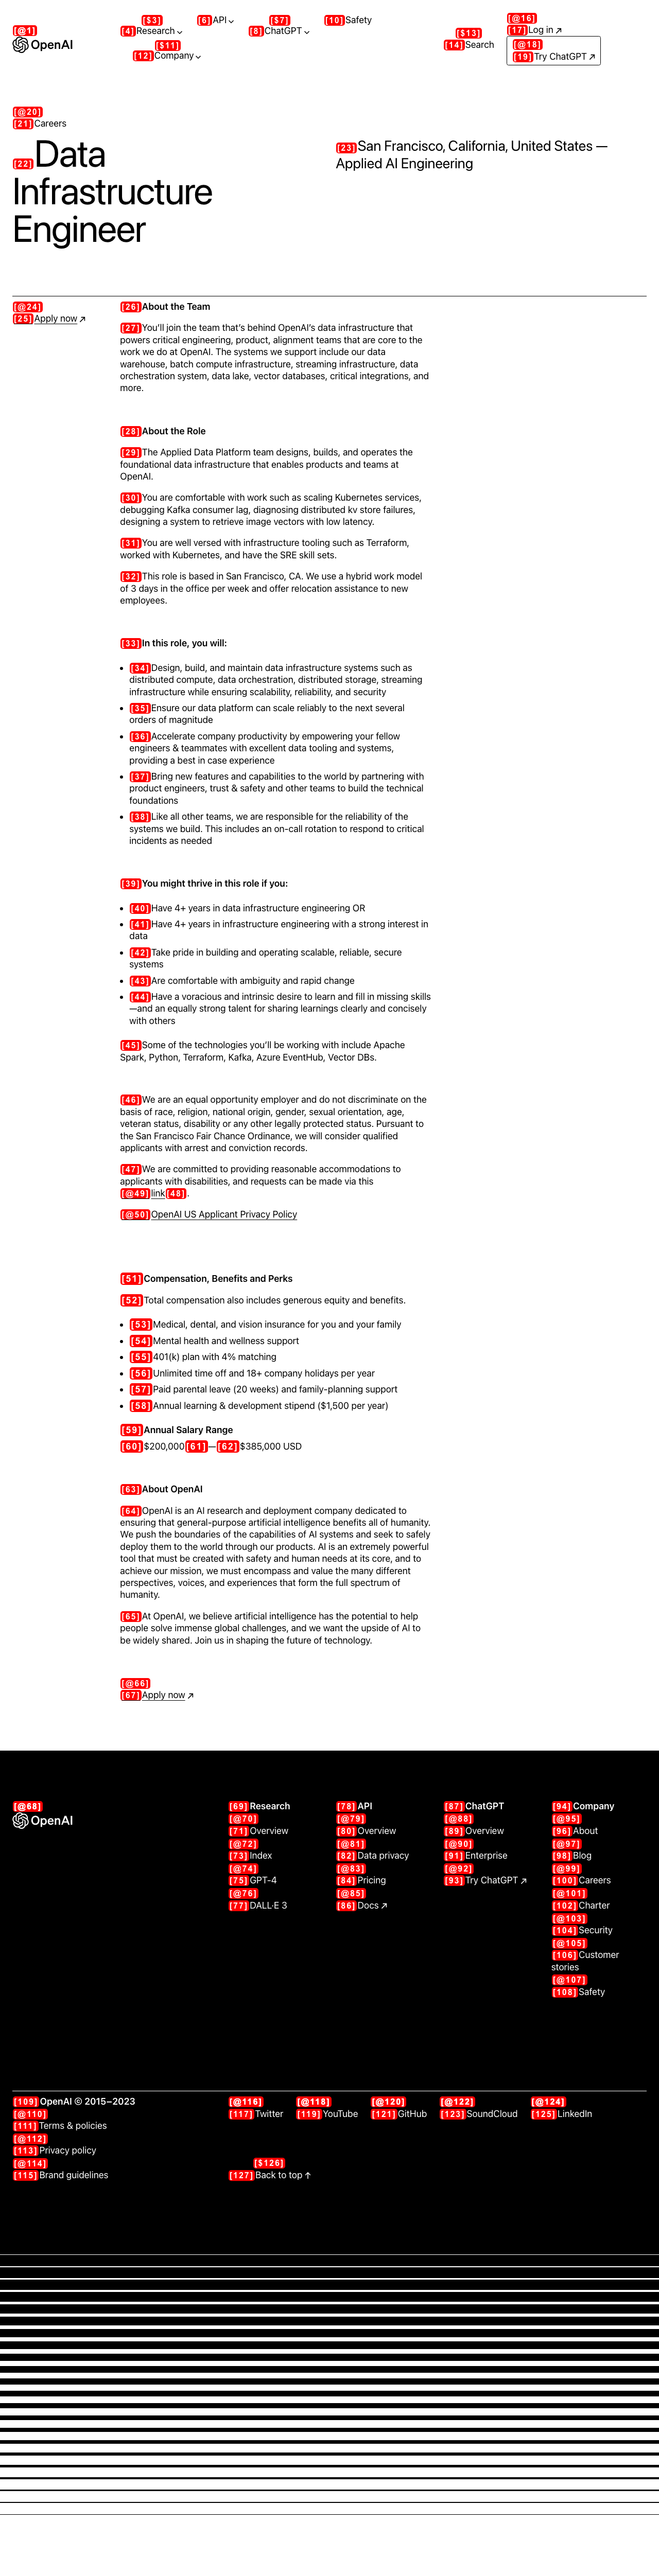 [@1]
OpenAI
[$3]
[4]Research
[6]API
[$7]
[8]ChatGPT
[10]Safety
[$11]
[12]Company
[$13]
[14]Search
[@16]
[17]Log in ↗
[@18]
[19]Try ChatGPT ↗
[@20]
[21]Careers
[22]Data
Infrastructure
Engineer
[23]San Francisco, California, United States —
Applied AI Engineering
[@24]
[25]Apply now ↗
[26]About the Team
[27]You’ll join the team that’s behind OpenAI’s data infrastructure that
powers critical engineering, product, alignment teams that are core to the
work we do at OpenAI. The systems we support include our data
warehouse, batch compute infrastructure, streaming infrastructure, data
orchestration system, data lake, vector databases, critical integrations, and
more.
[28]About the Role
[29]The Applied Data Platform team designs, builds, and operates the
foundational data infrastructure that enables products and teams at
OpenAI.
[30]You are comfortable with work such as scaling Kubernetes services,
debugging Kafka consumer lag, diagnosing distributed kv store failures,
designing a system to retrieve image vectors with low latency.
[31]You are well versed with infrastructure tooling such as Terraform,
worked with Kubernetes, and have the SRE skill sets.
[32]This role is based in San Francisco, CA. We use a hybrid work model
of 3 days in the office per week and offer relocation assistance to new
employees.
[33]In this role, you will:
• [34]Design, build, and maintain data infrastructure systems such as
distributed compute, data orchestration, distributed storage, streaming
infrastructure while ensuring scalability, reliability, and security
• [35]Ensure our data platform can scale reliably to the next several
orders of magnitude
• [36]Accelerate company productivity by empowering your fellow
engineers & teammates with excellent data tooling and systems,
providing a best in case experience
• [37]Bring new features and capabilities to the world by partnering with
product engineers, trust & safety and other teams to build the technical
foundations
• [38]Like all other teams, we are responsible for the reliability of the
systems we build. This includes an on-call rotation to respond to critical
incidents as needed
[39]You might thrive in this role if you:
• [40]Have 4+ years in data infrastructure engineering OR
• [41]Have 4+ years in infrastructure engineering with a strong interest in
data
• [42]Take pride in building and operating scalable, reliable, secure
systems
• [43]Are comfortable with ambiguity and rapid change
• [44]Have a voracious and intrinsic desire to learn and fill in missing skills
—and an equally strong talent for sharing learnings clearly and concisely
with others
[45]Some of the technologies you’ll be working with include Apache
Spark, Python, Terraform, Kafka, Azure EventHub, Vector DBs.
[46]We are an equal opportunity employer and do not discriminate on the
basis of race, religion, national origin, gender, sexual orientation, age,
veteran status, disability or any other legally protected status. Pursuant to
the San Francisco Fair Chance Ordinance, we will consider qualified
applicants with arrest and conviction records.
[47]We are committed to providing reasonable accommodations to
applicants with disabilities, and requests can be made via this
[@49]link[48].
[@50]OpenAI US Applicant Privacy Policy
[51]Compensation, Benefits and Perks
[52]Total compensation also includes generous equity and benefits.
• [53]Medical, dental, and vision insurance for you and your family
• [54]Mental health and wellness support
• [55]401(k) plan with 4% matching
• [56]Unlimited time off and 18+ company holidays per year
• [57]Paid parental leave (20 weeks) and family-planning support
• [58]Annual learning & development stipend ($1,500 per year)
[59]Annual Salary Range
[60]$200,000[61]—[62]$385,000 USD
[63]About OpenAI
[64]OpenAI is an AI research and deployment company dedicated to
ensuring that general-purpose artificial intelligence benefits all of humanity.
We push the boundaries of the capabilities of AI systems and seek to safely
deploy them to the world through our products. AI is an extremely powerful
tool that must be created with safety and human needs at its core, and to
achieve our mission, we must encompass and value the many different
perspectives, voices, and experiences that form the full spectrum of
humanity.
[65]At OpenAI, we believe artificial intelligence has the potential to help
people solve immense global challenges, and we want the upside of AI to
be widely shared. Join us in shaping the future of technology.
[@66]
[67]Apply now ↗
[@68]
OpenAI
[69]Research
[@70]
[71]Overview
[@72]
[73]Index
[@74]
[75]GPT-4
[@76]
[77]DALL·E 3
[78]API
[@79]
[80]Overview
[@81]
[82]Data privacy
[@83]
[84]Pricing
[@85]
[86]Docs ↗
[87]ChatGPT
[@88]
[89]Overview
[@90]
[91]Enterprise
[@92]
[93]Try ChatGPT ↗
[94]Company
[@95]
[96]About
[@97]
[98]Blog
[@99]
[100]Careers
[@101]
[102]Charter
[@103]
[104]Security
[@105]
[106]Customer
stories
[@107]
[108]Safety
[109]OpenAI © 2015–2023
[@110]
[111]Terms & policies
[@112]
[113]Privacy policy
[@114]
[115]Brand guidelines
[@116]
[117]Twitter
[@118]
[119]YouTube
[@120]
[121]GitHub
[@122]
[123]SoundCloud
[@124]
[125]LinkedIn
[$126]
[127]Back to top ↑